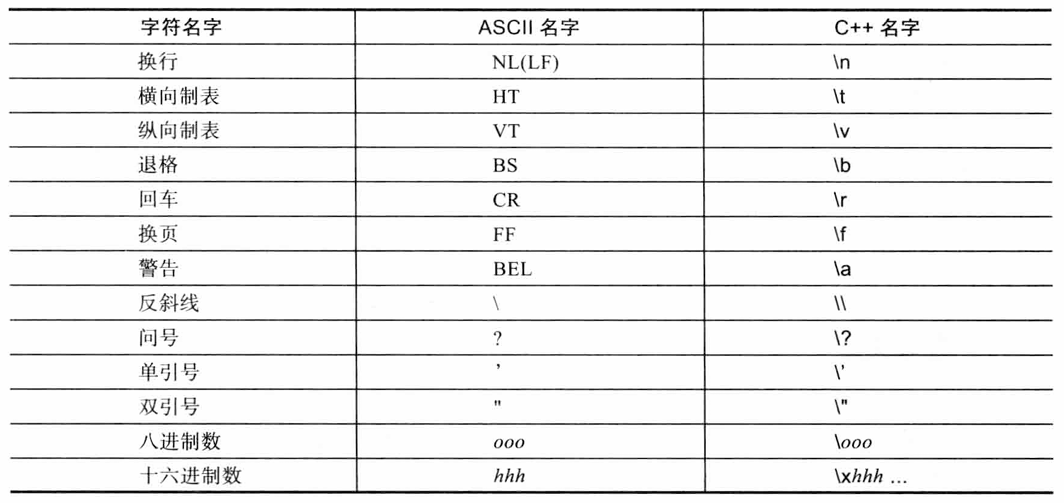 字符名字 ASCII 名字 C++ 名字
换行 NL(LF) \n
横向制表 HT \t
纵向制表 VT \v
退格 BS \b
回车 CR \r
换页 FF \f
警告 BEL \a
反斜线 \ \\
问号 ? \?
单引号 ' \'
双引号 " \"
八进制数 ooo \ooo
十六进制数 hhh \xhhh ...